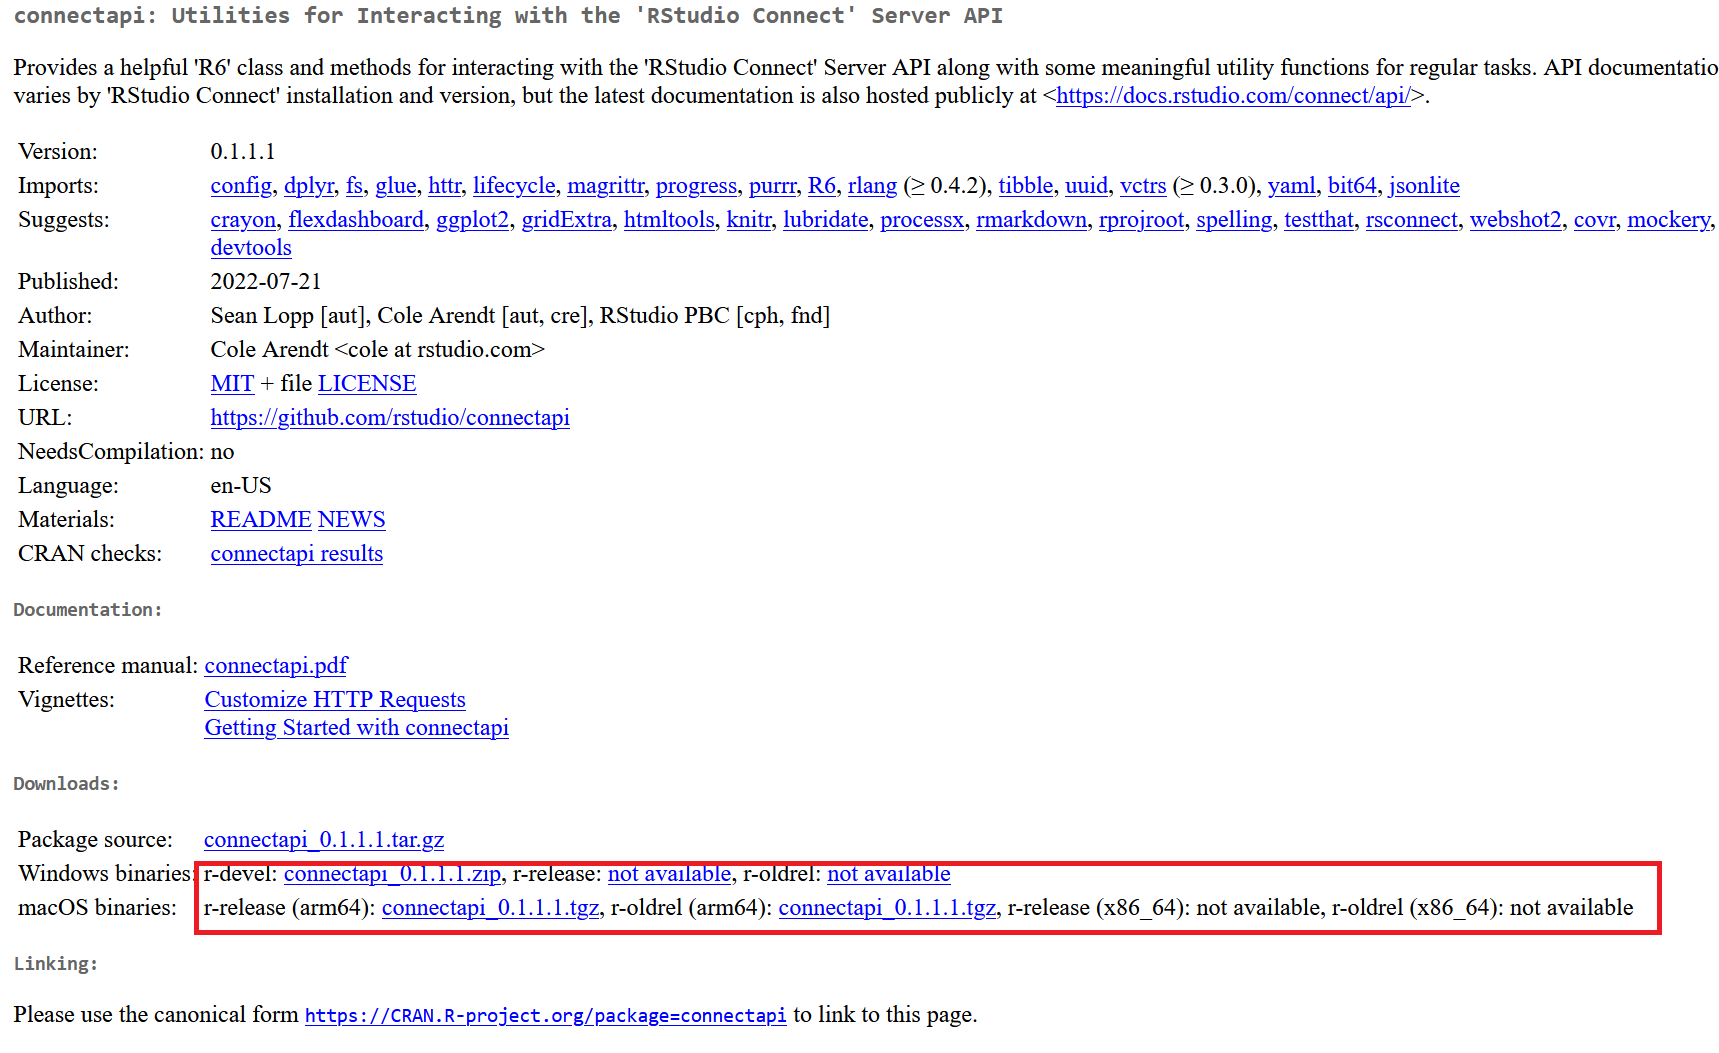 connectapi: Utilities for Interacting with the 'RStudio Connect' Server API
Provides a helpful 'R6' class and methods for interacting with the 'RStudio Connect' Server API along with some meaningful utility functions for regular tasks. API documentatio
varies by 'RStudio Connect' installation and version, but the latest documentation is also hosted publicly at <https://docs.rstudio.com/connect/api/>.
Version: 0.1.1.1
Imports: config, dplyr, fs, glue, httr, lifecycle, magrittr, progress, purrr, R6, rlang (≥ 0.4.2), tibble, uuid, vctrs (≥ 0.3.0), yaml, bit64, jsonlite
Suggests: crayon, flexdashboard, ggplot2, gridExtra, htmltools, knitr, lubridate, processx, rmarkdown, rprojroot, spelling, testthat, rsconnect, webshot2, covr, mockery,
devtools
Published: 2022-07-21
Author: Sean Lopp [aut], Cole Arendt [aut, cre], RStudio PBC [cph, fnd]
Maintainer: Cole Arendt <cole at rstudio.com>
License: MIT + file LICENSE
URL: https://github.com/rstudio/connectapi
NeedsCompilation: no
Language: en-US
Materials: README NEWS
CRAN checks: connectapi results
Documentation:
Reference manual: connectapi.pdf
Vignettes: Customize HTTP Requests
Getting Started with connectapi
Downloads:
Package source: connectapi_0.1.1.1.tar.gz
Windows binaries: r-devel: connectapi_0.1.1.1.zip, r-release: not available, r-oldrel: not available
macOS binaries: r-release (arm64): connectapi_0.1.1.1.tgz, r-oldrel (arm64): connectapi_0.1.1.1.tgz, r-release (x86_64): not available, r-oldrel (x86_64): not available
Linking:
Please use the canonical form https://CRAN.R-project.org/package=connectapi to link to this page.